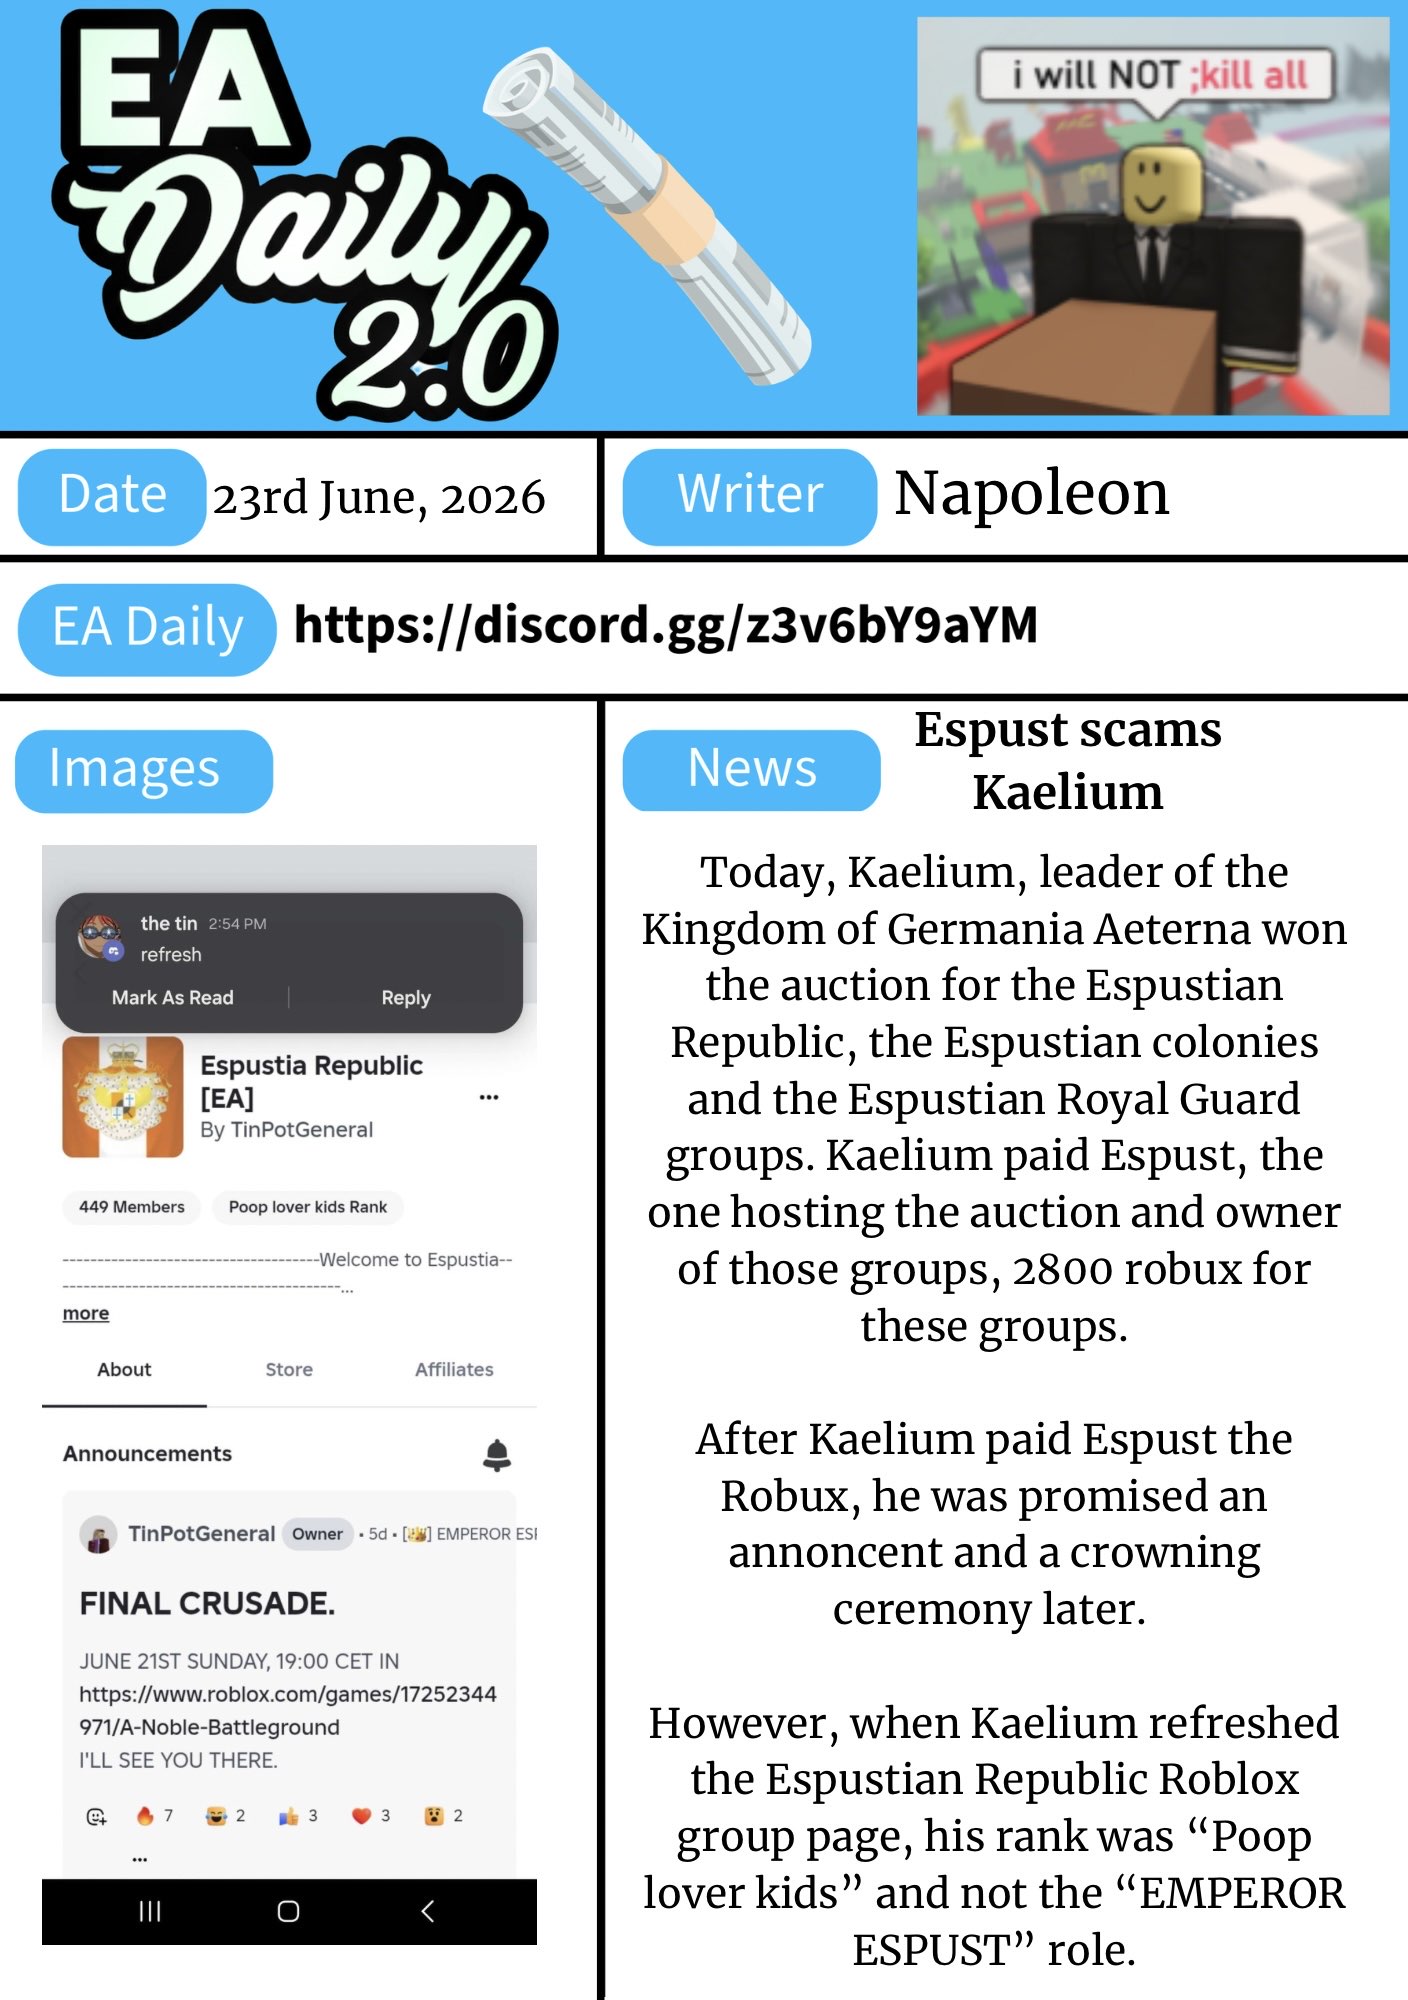 EA
Daily
2.0
i will NOT ;kill all
Date
23rd June, 2026
Writer
Napoleon
EA Daily
https://discord.gg/z3v6bY9aYM
Images
the tin 2:54 PM
refresh
Mark As Read
Reply
Espustia Republic
[EA]
...
By TinPotGeneral
449 Members
Poop lover kids Rank
-------------------------------------Welcome to Espustia--
----------------------------------------...
more
About
Store
Affiliates
Announcements
TinPotGeneral Owner • 5d • [👑] EMPEROR ESP
FINAL CRUSADE.
JUNE 21ST SUNDAY, 19:00 CET IN
https://www.roblox.com/games/17252344
971/A-Noble-Battleground
I'LL SEE YOU THERE.
7 2 3 3 2
...
News
Espust scams
Kaelium
Today, Kaelium, leader of the
Kingdom of Germania Aeterna won
the auction for the Espustian
Republic, the Espustian colonies
and the Espustian Royal Guard
groups. Kaelium paid Espust, the
one hosting the auction and owner
of those groups, 2800 robux for
these groups.
After Kaelium paid Espust the
Robux, he was promised an
annoncent and a crowning
ceremony later.
However, when Kaelium refreshed
the Espustian Republic Roblox
group page, his rank was “Poop
lover kids” and not the “EMPEROR
ESPUST” role.